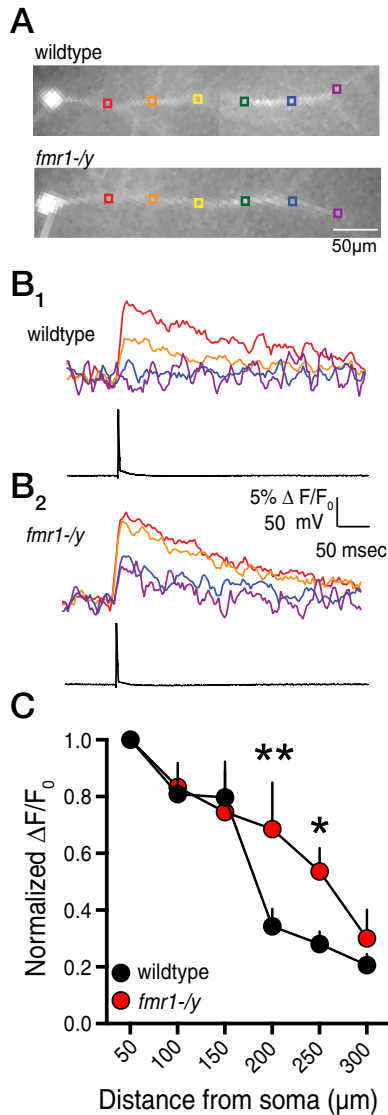 A
wildtype
fmr1-/y
50µm
B1
wildtype
B2
5% Δ F/F0
50 mV
fmr1-/y
50 msec
C
1.0
0.8
0.6
0.4
0.2
0.0
Normalized ΔF/F0
**
*
wildtype
fmr1-/y
50
100
150
200
250
300
Distance from soma (µm)